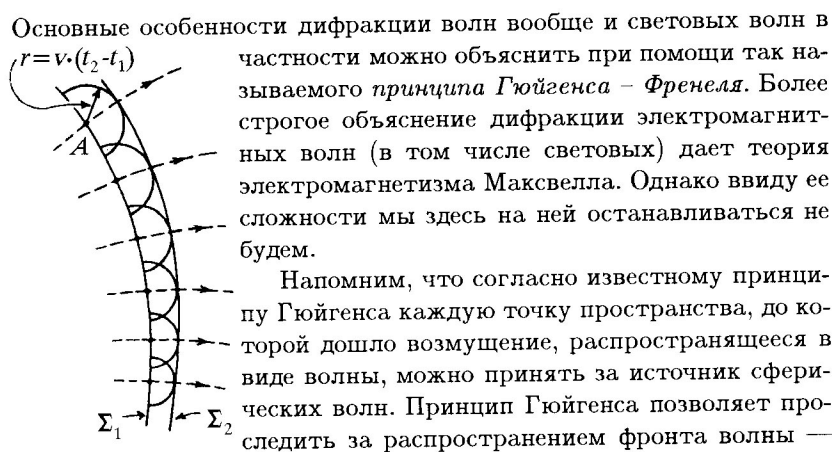 Основные особенности дифракции волн вообще и световых волн в
r=v·(t₂-t₁)
A
Σ₁
Σ₂
частности можно объяснить при помощи так на-
зываемого принципа Гюйгенса – Френеля. Более
строгое объяснение дифракции электромагнит-
ных волн (в том числе световых) дает теория
электромагнетизма Максвелла. Однако ввиду ее
сложности мы здесь на ней останавливаться не
будем.
Напомним, что согласно известному принци-
пу Гюйгенса каждую точку пространства, до ко-
торой дошло возмущение, распространящееся в
виде волны, можно принять за источник сфери-
ческих волн. Принцип Гюйгенса позволяет про-
следить за распространением фронта волны —